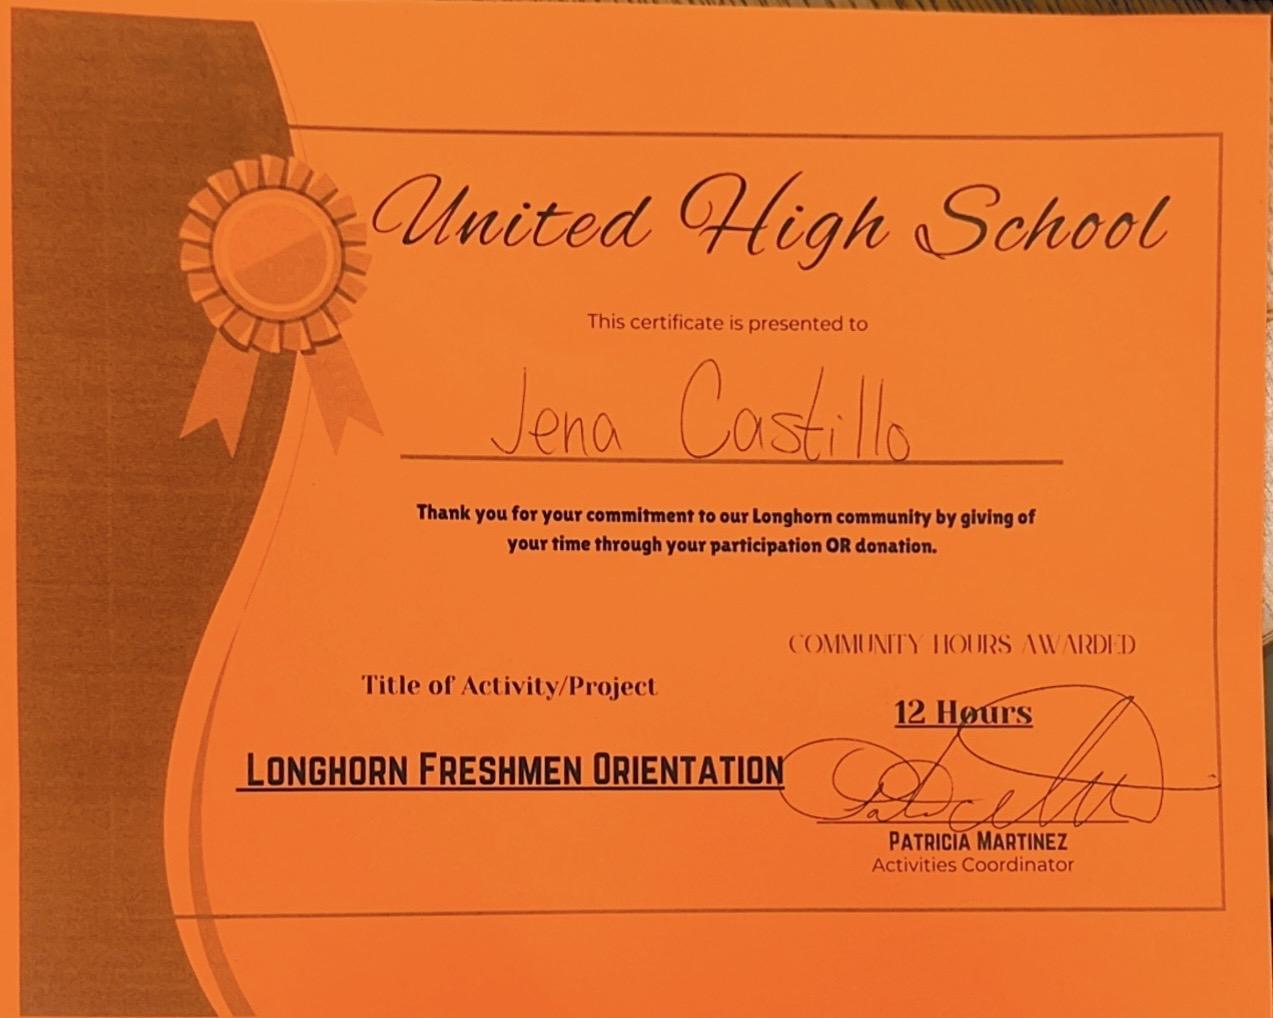 United High School
This certificate is presented to
Jena Castillo
Thank you for your commitment to our Longhorn community by giving of
your time through your participation OR donation.
COMMUNITY HOURS AWARDED
Title of Activity/Project
12 Hours
LONGHORN FRESHMEN ORIENTATION
PATRICIA MARTINEZ
Activities Coordinator